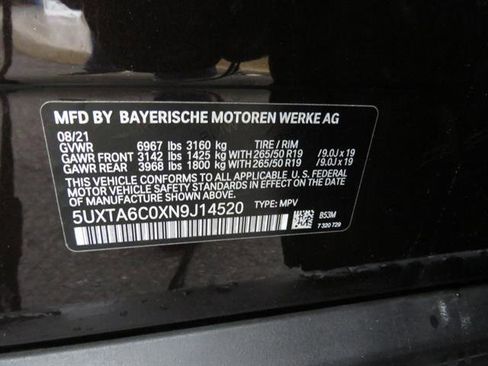 MFD BY BAYERISCHE MOTOREN WERKE AG
08/21
GVWR 6967 lbs 3160 kg TIRE / RIM
GAWR FRONT 3142 lbs 1425 kg WITH 265/50 R19 /9.0J x 19
GAWR REAR 3968 lbs 1800 kg WITH 265/50 R19 /9.0J x 19
THIS VEHICLE CONFORMS TO ALL APPLICABLE U.S. FEDERAL
MOTOR VEHICLE SAFETY STANDARDS IN EFFECT ON THE DATE
OF MANUFACTURE SHOWN ABOVE.
5UXTA6C0XN9J14520 TYPE: MPV B53M
7 320 729